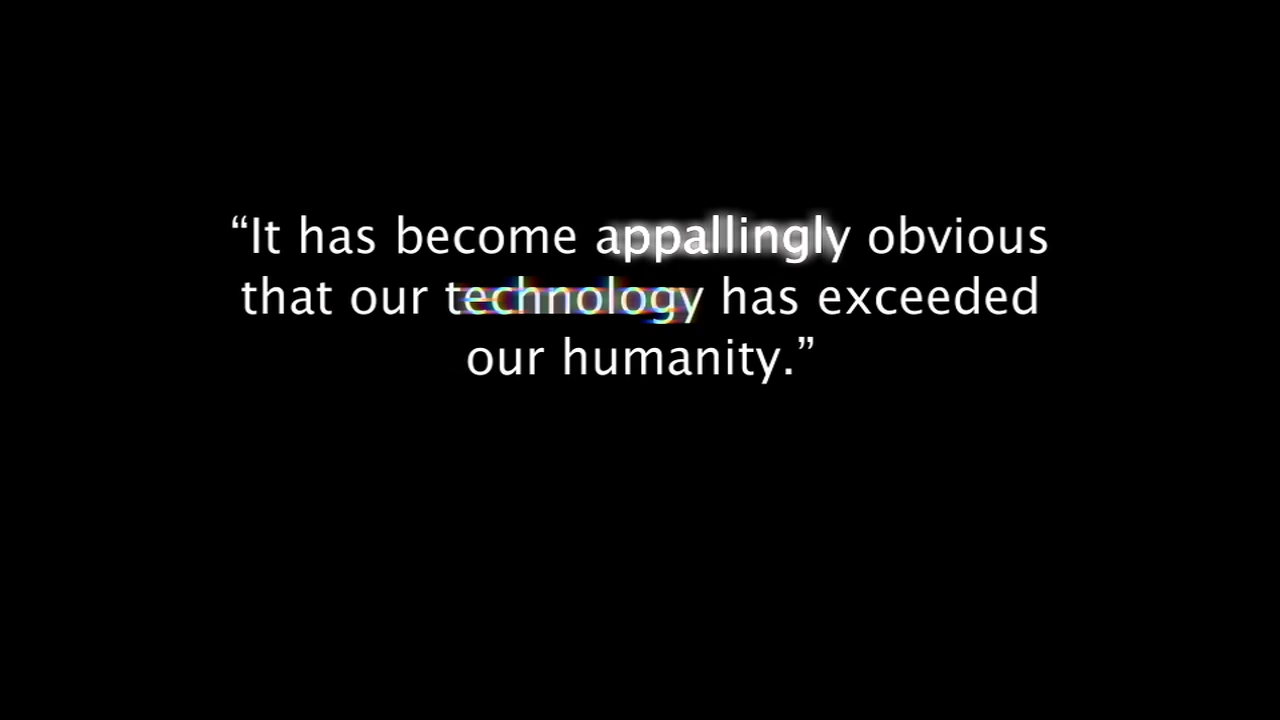 “It has become appallingly obvious
that our technology has exceeded
our humanity.”